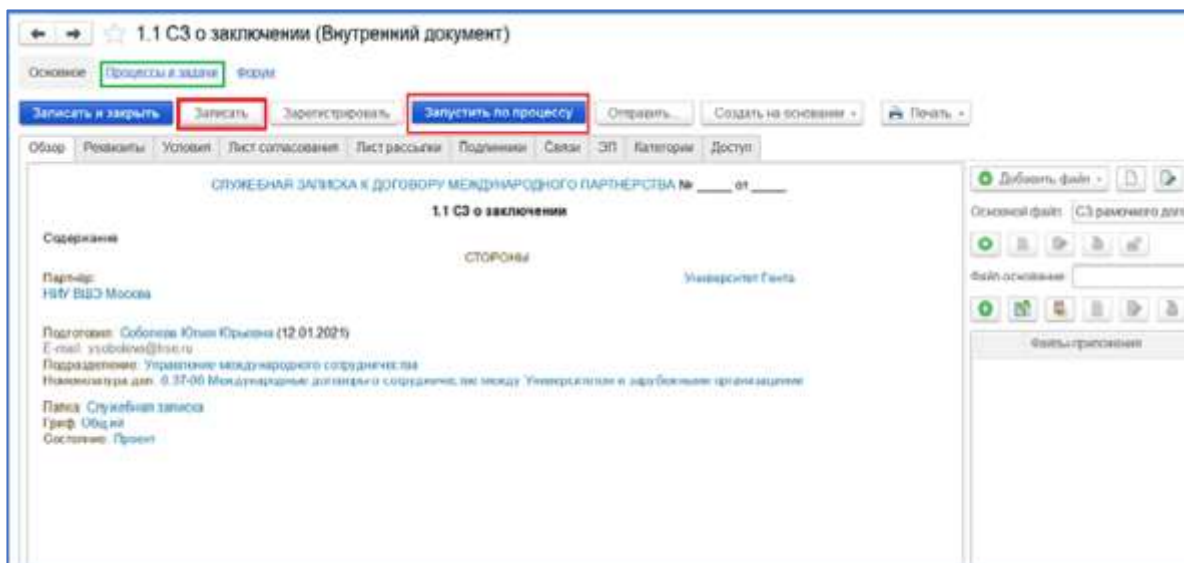 1.1 СЗ о заключении (Внутренний документ)
Основное Процессы и задачи Форум
Записать и закрыть Записать Зарегистрировать Запустить по процессу Отправить... Создать на основании Печать
Обзор Реквизиты Условия Лист согласования Лист рассылки Подлинники Связи ЭП Категории Доступ
СЛУЖЕБНАЯ ЗАПИСКА К ДОГОВОРУ МЕЖДУНАРОДНОГО ПАРТНЕРСТВА № _____ от _____
Добавить файл
1.1 СЗ о заключении
Основной файл: СЗ рамочного дого
Содержание
СТОРОНЫ
Партнёр:
Университет Гента
НИУ ВШЭ Москва
Файл основание:
Подготовил: Соболева Юлия Юрьевна (12.01.2021)
E-mail: ysoboleva@hse.ru
Файлы приложения
Подразделение: Управление международного сотрудничества
Номенклатура дел: 6.37-06 Международные договоры о сотрудничестве между Университетом и зарубежными организациями
Папка: Служебная записка
Гриф: Общий
Состояние: Проект